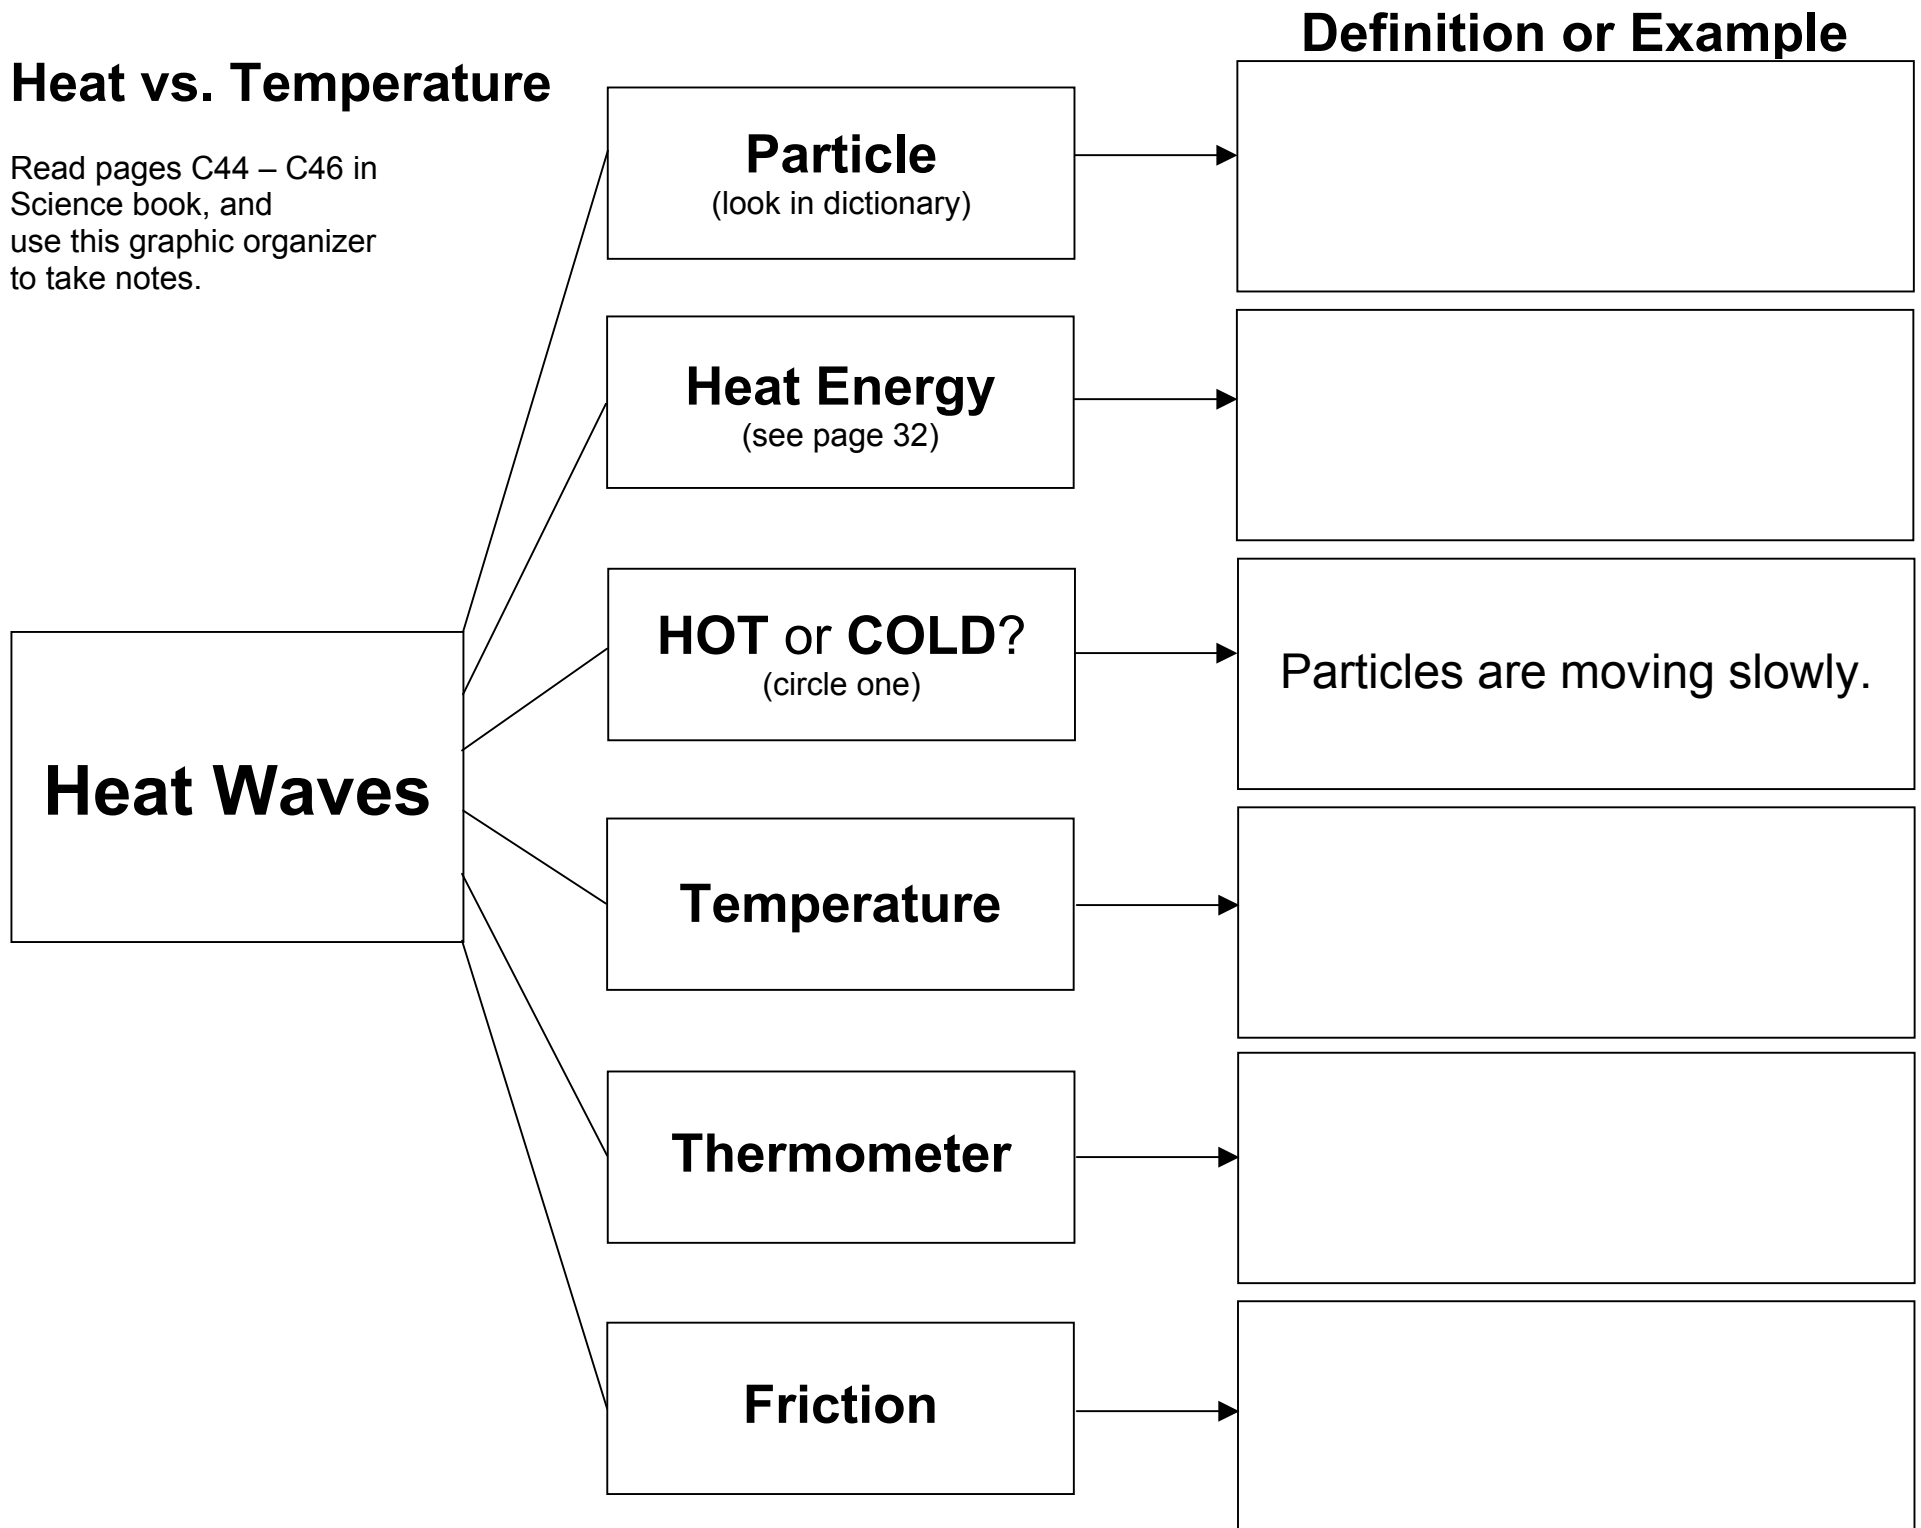 Definition or Example
Heat vs. Temperature
Read pages C44 – C46 in
Science book, and
use this graphic organizer
to take notes.
Particle
(look in dictionary)
Heat Energy
(see page 32)
HOT or COLD?
(circle one)
Particles are moving slowly.
Heat Waves
Temperature
Thermometer
Friction